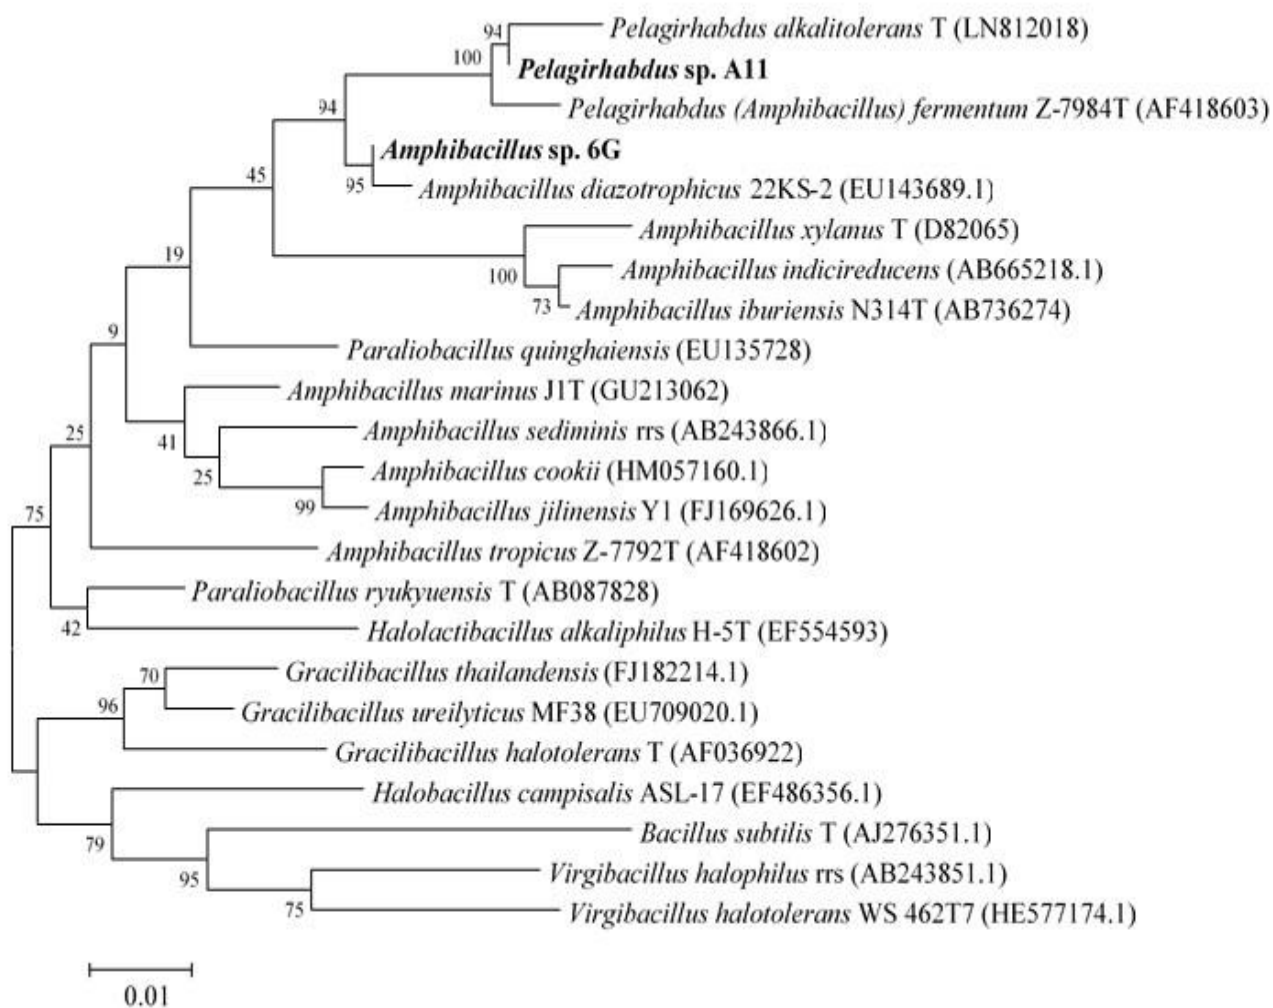 94
Pelagirhabdus alkalitolerans T (LN812018)
100
Pelagirhabdus sp. A11
94
Pelagirhabdus (Amphibacillus) fermentum Z-7984T (AF418603)
Amphibacillus sp. 6G
45
95
Amphibacillus diazotrophicus 22KS-2 (EU143689.1)
Amphibacillus xylanus T (D82065)
19
100
Amphibacillus indicireducens (AB665218.1)
73
Amphibacillus iburiensis N314T (AB736274)
9
Paraliobacillus quinghaiensis (EU135728)
Amphibacillus marinus J1T (GU213062)
25
41
Amphibacillus sediminis rrs (AB243866.1)
25
Amphibacillus cookii (HM057160.1)
99
Amphibacillus jilinensis Y1 (FJ169626.1)
75
Amphibacillus tropicus Z-7792T (AF418602)
Paraliobacillus ryukyuensis T (AB087828)
42
Halolactibacillus alkaliphilus H-5T (EF554593)
70
Gracilibacillus thailandensis (FJ182214.1)
96
Gracilibacillus ureilyticus MF38 (EU709020.1)
Gracilibacillus halotolerans T (AF036922)
Halobacillus campisalis ASL-17 (EF486356.1)
79
Bacillus subtilis T (AJ276351.1)
95
Virgibacillus halophilus rrs (AB243851.1)
75
Virgibacillus halotolerans WS 462T7 (HE577174.1)
0.01